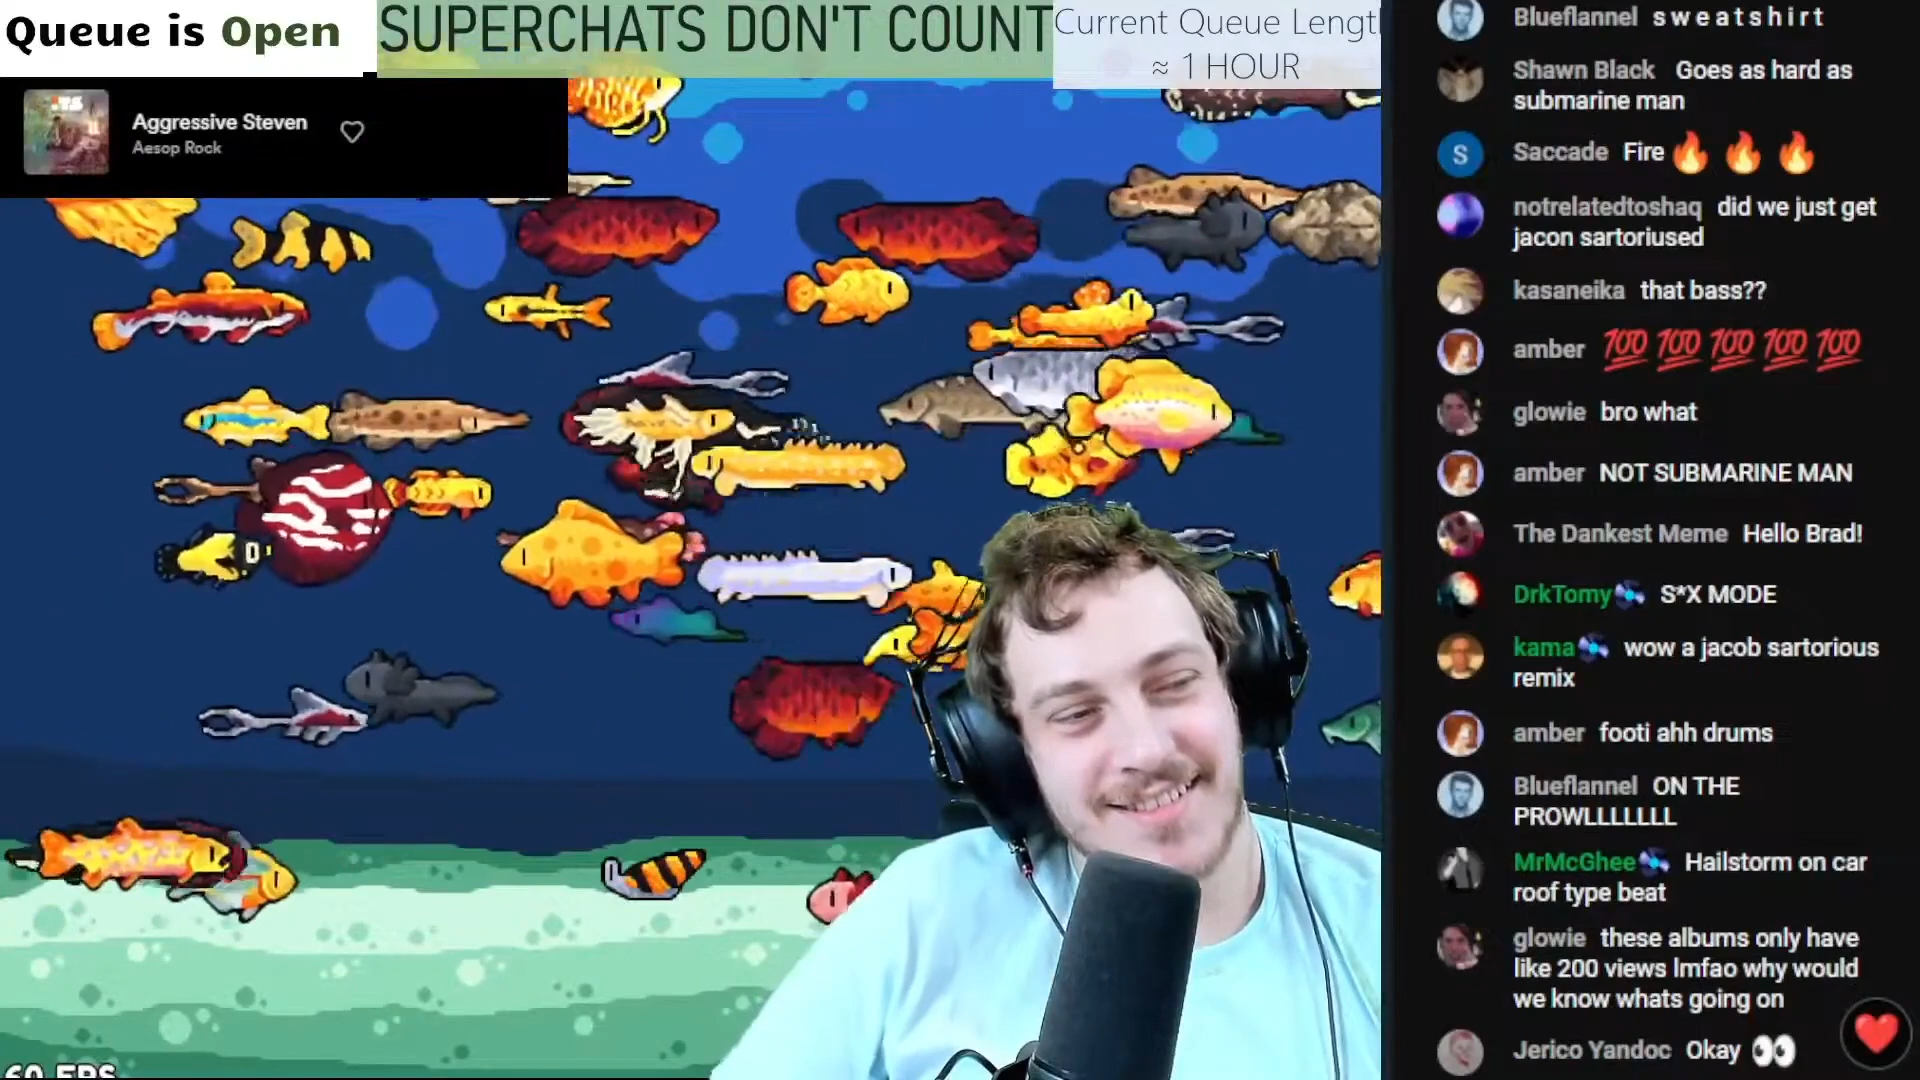 Queue is Open
SUPERCHATS DON'T COUNT
Current Queue Lengt
≈ 1 HOUR
Aggressive Steven
Aesop Rock
60 FPS
Blueflannel s w e a t s h i r t
Shawn Black Goes as hard as
submarine man
S
Saccade Fire 🔥 🔥 🔥
notrelatedtoshaq did we just get
jacon sartoriused
kasaneika that bass??
amber 💯 💯 💯 💯 💯
glowie bro what
amber NOT SUBMARINE MAN
The Dankest Meme Hello Brad!
DrkTomy S*X MODE
kama wow a jacob sartorious
remix
amber footi ahh drums
Blueflannel ON THE
PROWLLLLLLL
MrMcGhee Hailstorm on car
roof type beat
glowie these albums only have
like 200 views lmfao why would
we know whats going on
Jerico Yandoc Okay 👀